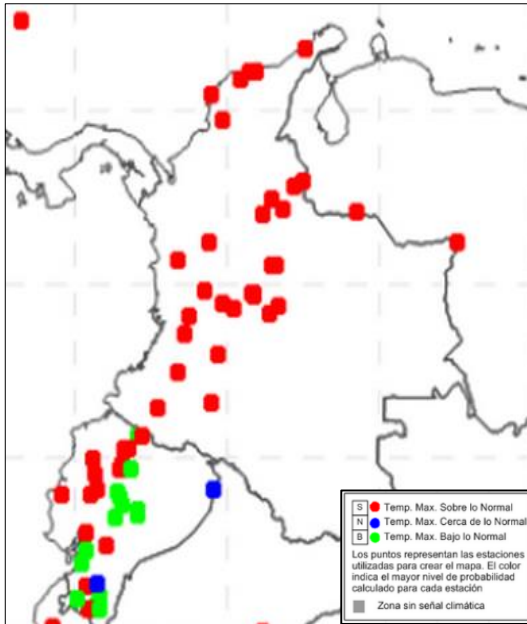 S Temp. Max. Sobre lo Normal
N Temp. Max. Cerca de lo Normal
B Temp. Max. Bajo lo Normal
Los puntos representan las estaciones
utilizadas para crear el mapa. El color
indica el mayor nivel de probabilidad
calculado para cada estación
Zona sin señal climática